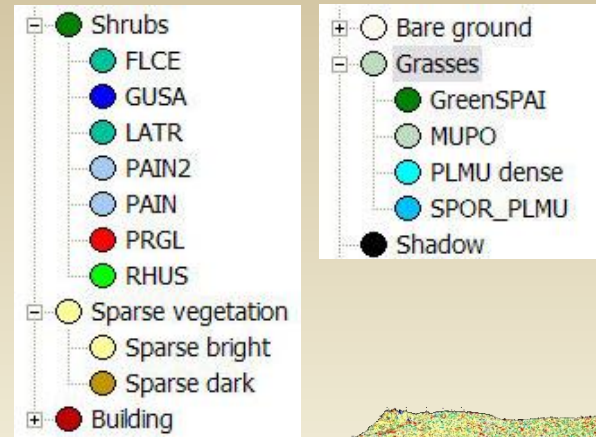 Shrubs
FLCE
GUSA
LATR
PAIN2
PAIN
PRGL
RHUS
Sparse vegetation
Sparse bright
Sparse dark
Building
Bare ground
Grasses
GreenSPAI
MUPO
PLMU dense
SPOR_PLMU
Shadow